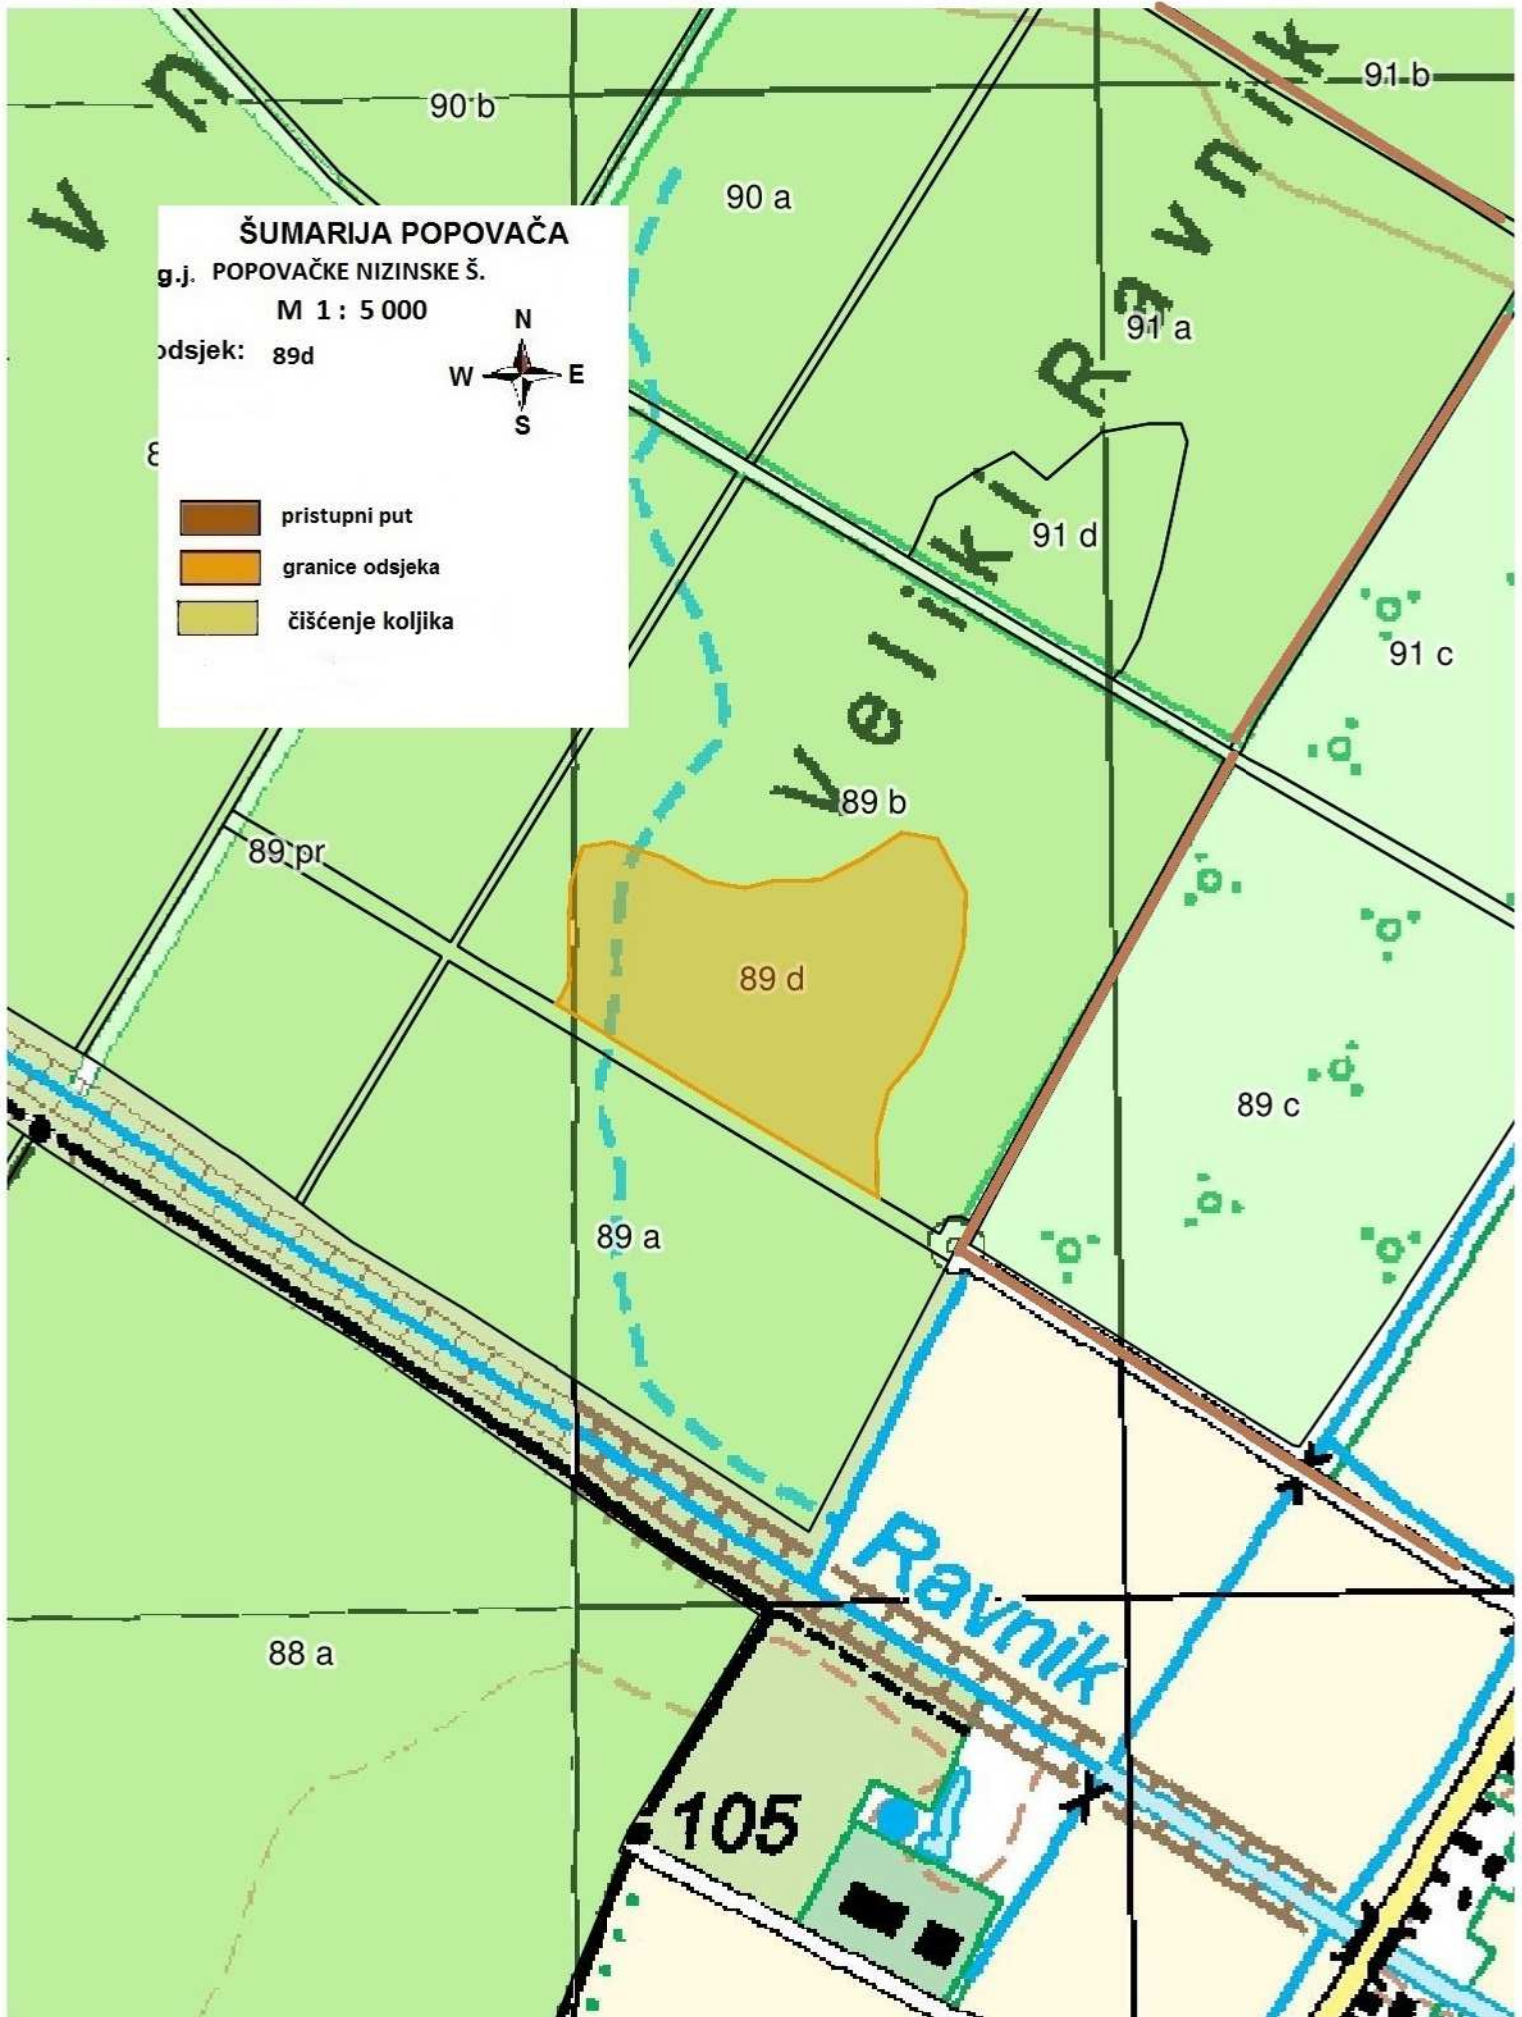 V n
90 b
91 b
90 a
ŠUMARIJA POPOVAČA
g.j. POPOVAČKE NIZINSKE Š.
M 1 : 5 000
odsjek: 89d
N
W E
S
pristupni put
granice odsjeka
čišćenje koljika
8
91 a
Veliki Ravnik
91 d
91 c
89 b
89 pr
89 d
89 c
89 a
Ravnik
88 a
105